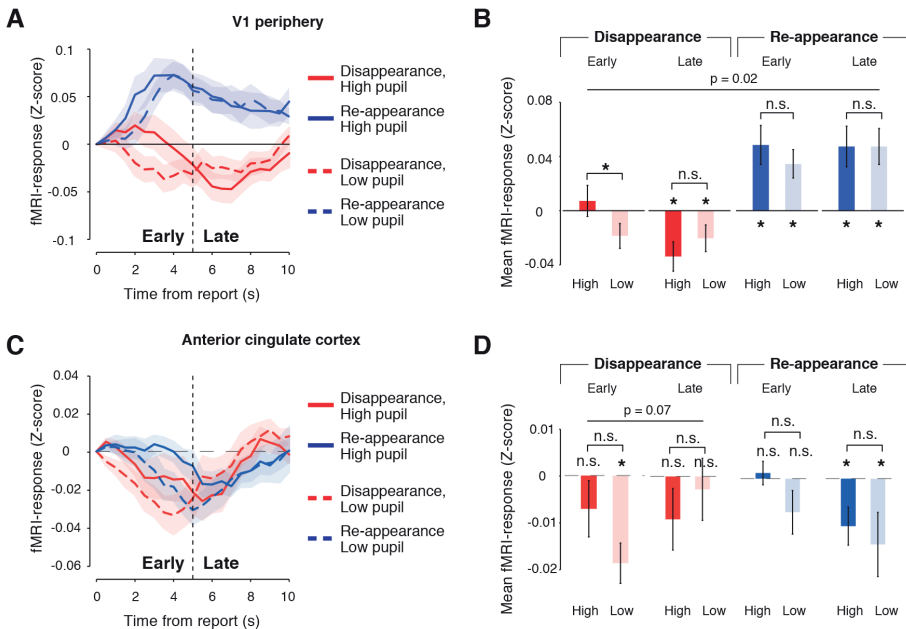 A
V1 periphery
fMRI-response (Z-score)
0.1
0.05
0
-0.05
-0.1
Early
Late
0 2 4 6 8 10
Time from report (s)
Disappearance,
High pupil
Re-appearance
High pupil
Disappearance,
Low pupil
Re-appearance
Low pupil
B
Disappearance
Re-appearance
Early
Late
Early
Late
p = 0.02
Mean fMRI-response (Z-score)
0.08
0.04
0
-0.04
*
n.s.
* *
n.s.
* *
n.s.
* *
High Low
High Low
High Low
High Low
C
Anterior cingulate cortex
fMRI-response (Z-score)
0.04
0.02
0
-0.02
-0.04
-0.06
Early
Late
0 2 4 6 8 10
Time from report (s)
Disappearance,
High pupil
Re-appearance
High pupil
Disappearance,
Low pupil
Re-appearance
Low pupil
D
Disappearance
Re-appearance
Early
Late
Early
Late
p = 0.07
Mean fMRI-response (Z-score)
0.01
0
-0.01
-0.02
n.s.
n.s. *
n.s.
n.s. n.s.
n.s.
n.s. n.s.
n.s.
* *
High Low
High Low
High Low
High Low